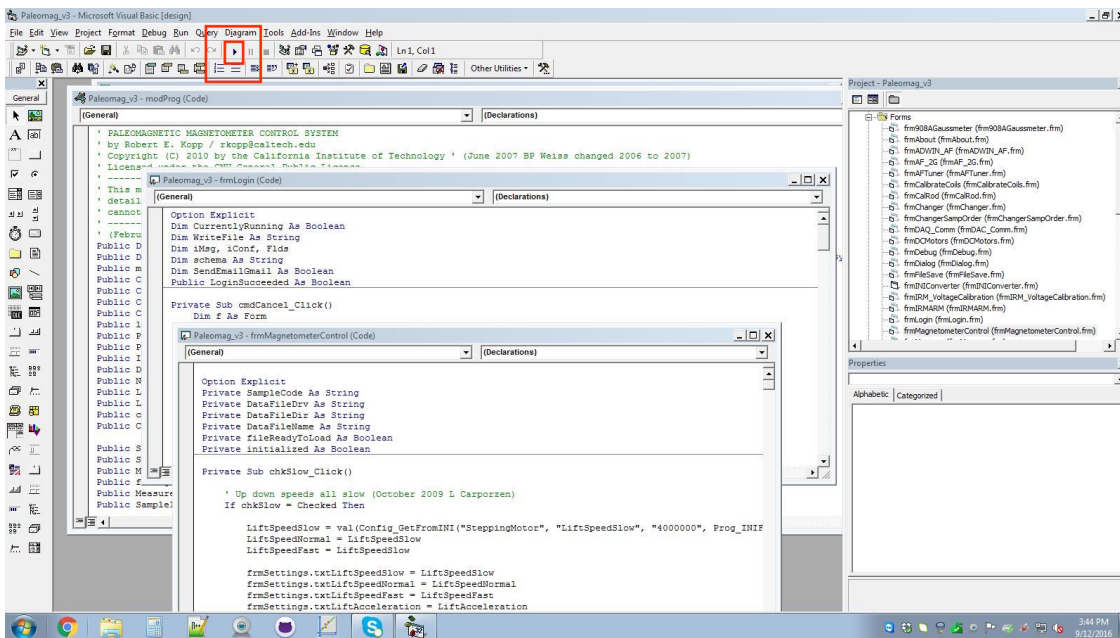 Paleomag_v3 - Microsoft Visual Basic [design]
File Edit View Project Format Debug Run Query Diagram Tools Add-Ins Window Help
Ln 1, Col 1
Other Utilities
General
Paleomag_v3 - modProg (Code)
(General) (Declarations)
' PALEOMAGNETIC MAGNETOMETER CONTROL SYSTEM
' by Robert E. Kopp / rkopp@caltech.edu
' Copyright (C) 2010 by the California Institute of Technology ' (June 2007 BP Weiss changed 2006 to 2007)
' Licensed under the GNU General Public License
' ------
' This m
' detail
' cannot
' ------
' (Febru
Public D
Public D
Public m
Public C
Public C
Public C
Public C
Public l
Public P
Public P
Public I
Public D
Public N
Public L
Public L
Public c
Public C
Public S
Public S
Public M
Public f
Public Measure
Public Sample
Paleomag_v3 - frmLogin (Code)
(General) (Declarations)
Option Explicit
Dim CurrentlyRunning As Boolean
Dim WriteFile As String
Dim iMsg, iConf, Flds
Dim schema As String
Dim SendEmailGmail As Boolean
Public LoginSucceeded As Boolean
Private Sub cmdCancel_Click()
Dim f As Form
Paleomag_v3 - frmMagnetometerControl (Code)
(General) (Declarations)
Option Explicit
Private SampleCode As String
Private DataFileDrv As String
Private DataFileDir As String
Private DataFileName As String
Private fileReadyToLoad As Boolean
Private initialized As Boolean
Private Sub chkSlow_Click()
' Up down speeds all slow (October 2009 L Carporzen)
If chkSlow = Checked Then
LiftSpeedSlow = val(Config_GetFromINI("SteppingMotor", "LiftSpeedSlow", "4000000", Prog_INIF
LiftSpeedNormal = LiftSpeedSlow
LiftSpeedFast = LiftSpeedSlow
frmSettings.txtLiftSpeedSlow = LiftSpeedSlow
frmSettings.txtLiftSpeedNormal = LiftSpeedNormal
frmSettings.txtLiftSpeedFast = LiftSpeedFast
frmSettings.txtLiftAcceleration = LiftAcceleration
Project - Paleomag_v3
Forms
frm908AGaussmeter (frm908AGaussmeter.frm)
frmAbout (frmAbout.frm)
frmADWIN_AF (frmADWIN_AF.frm)
frmAF_2G (frmAF_2G.frm)
frmAFTuner (frmAFTuner.frm)
frmCalibrateCoils (frmCalibrateCoils.frm)
frmCalRod (frmCalRod.frm)
frmChanger (frmChanger.frm)
frmChangerSampOrder (frmChangerSampOrder.frm)
frmDAQ_Comm (frmDAC_Comm.frm)
frmDCMotors (frmDCMotors.frm)
frmDebug (frmDebug.frm)
frmDialog (frmDialog.frm)
frmFileSave (frmFileSave.frm)
frmINIConverter (frmINIConverter.frm)
frmIRM_VoltageCalibration (frmIRM_VoltageCalibration.frm)
frmIRMARM (frmIRMARM.frm)
frmLogin (frmLogin.frm)
frmMagnetometerControl (frmMagnetometerControl.frm)
Properties
Alphabetic Categorized
3:44 PM
9/12/2016